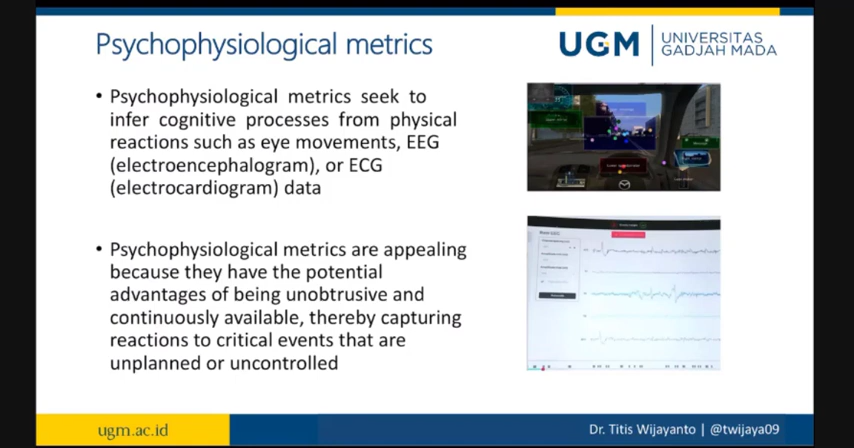 Psychophysiological metrics
UGM
UNIVERSITAS
GADJAH MADA
• Psychophysiological metrics seek to
infer cognitive processes from physical
reactions such as eye movements, EEG
(electroencephalogram), or ECG
(electrocardiogram) data
• Psychophysiological metrics are appealing
because they have the potential
advantages of being unobtrusive and
continuously available, thereby capturing
reactions to critical events that are
unplanned or uncontrolled
ugm.ac.id
Dr. Titis Wijayanto | @twijaya09